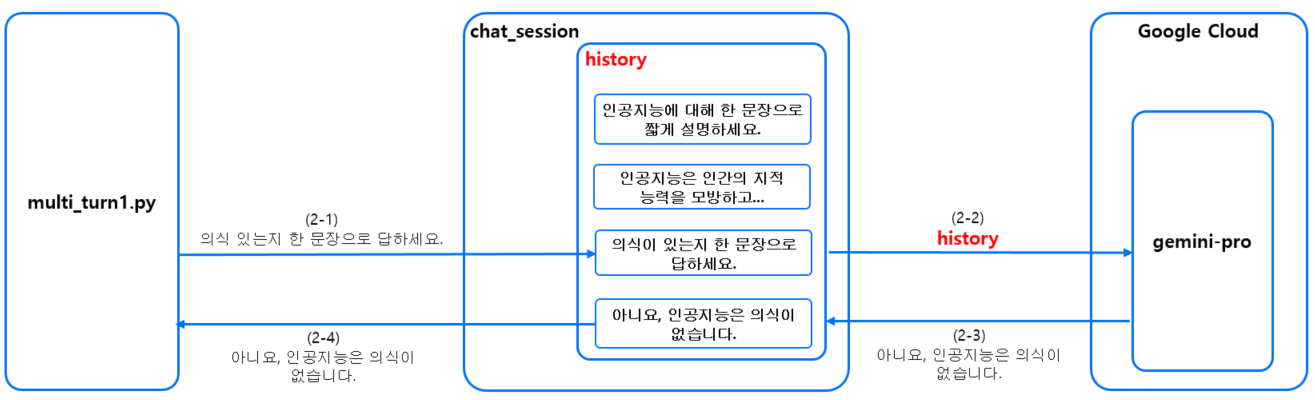 multi_turn1.py
(2-1)
의식 있는지 한 문장으로 답하세요.
(2-4)
아니요, 인공지능은 의식이
없습니다.
chat_session
history
인공지능에 대해 한 문장으로
짧게 설명하세요.
인공지능은 인간의 지적
능력을 모방하고...
의식이 있는지 한 문장으로
답하세요.
아니요, 인공지능은 의식이
없습니다.
(2-2)
history
(2-3)
아니요, 인공지능은 의식이
없습니다.
Google Cloud
gemini-pro